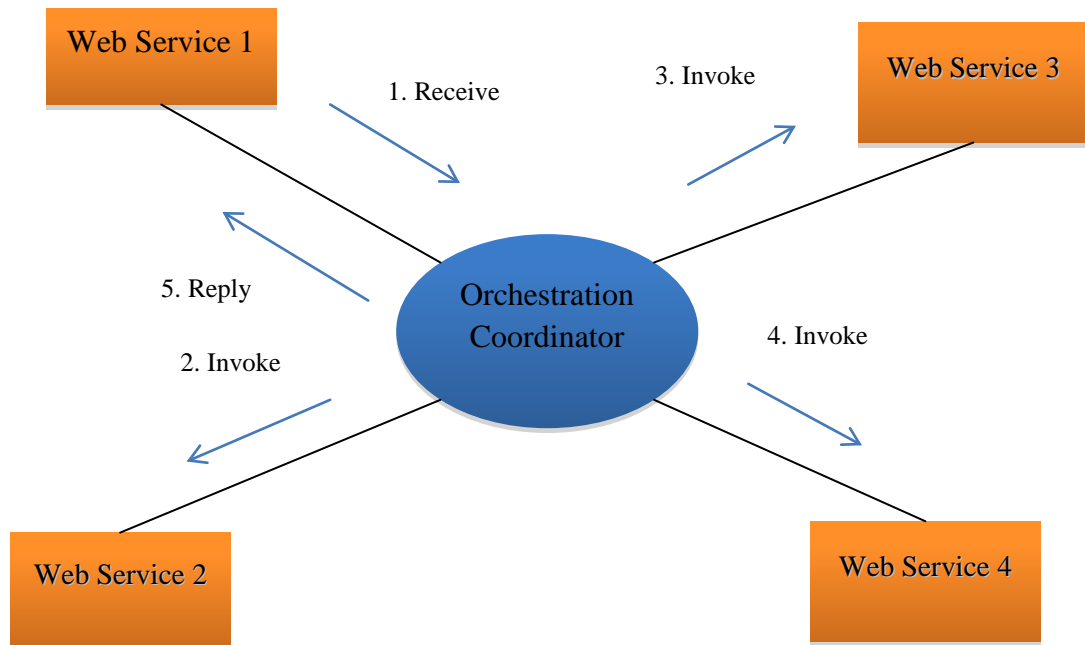 Web Service 1
Web Service 3
1. Receive
3. Invoke
5. Reply
Orchestration
Coordinator
2. Invoke
4. Invoke
Web Service 2
Web Service 4